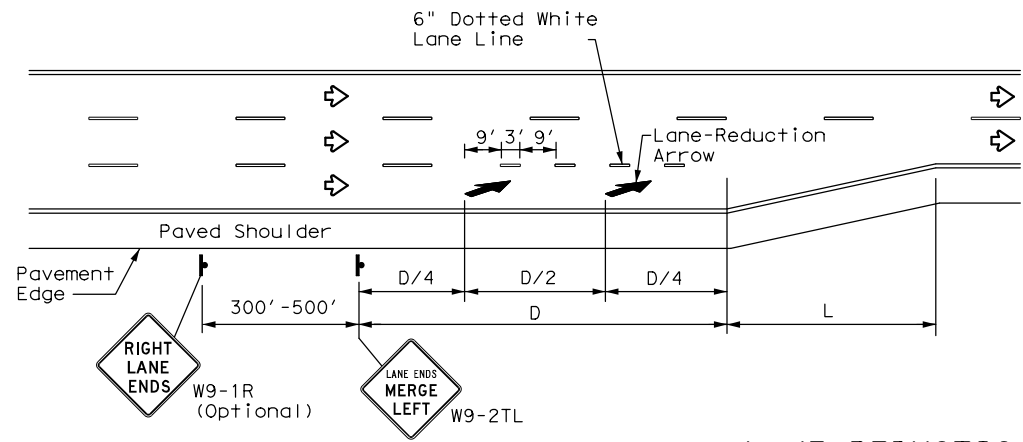 6" Dotted White
Lane Line
9' 3' 9'
Lane-Reduction
Arrow
Paved Shoulder
Pavement
Edge
D/4 D/2 D/4
300'-500' D L
RIGHT
LANE
ENDS
W9-1R
(Optional)
LANE ENDS
MERGE
LEFT
W9-2TL